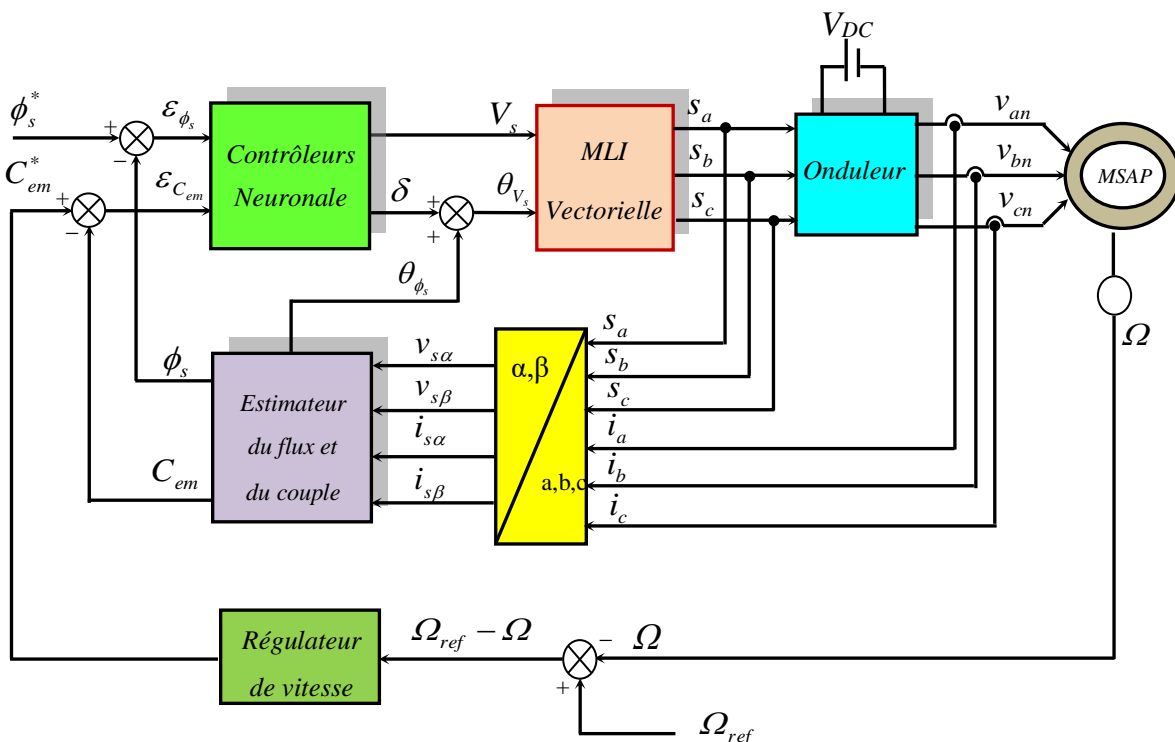 V_DC
ϕ_s^*
+
−
ε_ϕs
Contrôleurs
Neuronale
V_s
MLI
Vectorielle
s_a
s_b
s_c
Onduleur
v_an
v_bn
v_cn
MSAP
C_em^*
+
−
ε_Cem
δ
+
+
θ_Vs
θ_ϕs
Ω
ϕ_s
C_em
Estimateur
du flux et
du couple
v_sα
v_sβ
i_sα
i_sβ
α,β
a,b,c
s_a
s_b
s_c
i_a
i_b
i_c
Régulateur
de vitesse
Ω_ref − Ω
−
+
Ω
Ω_ref